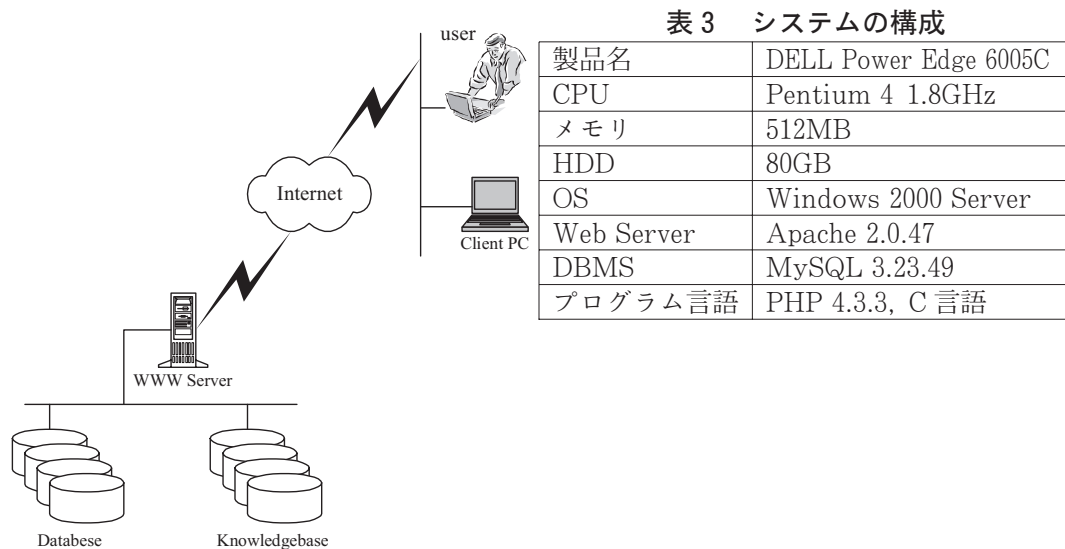 user
Internet
Client PC
WWW Server
Databese
Knowledgebase
表3 システムの構成
製品名 DELL Power Edge 6005C
CPU Pentium 4 1.8GHz
メモリ 512MB
HDD 80GB
OS Windows 2000 Server
Web Server Apache 2.0.47
DBMS MySQL 3.23.49
プログラム言語 PHP 4.3.3, C 言語